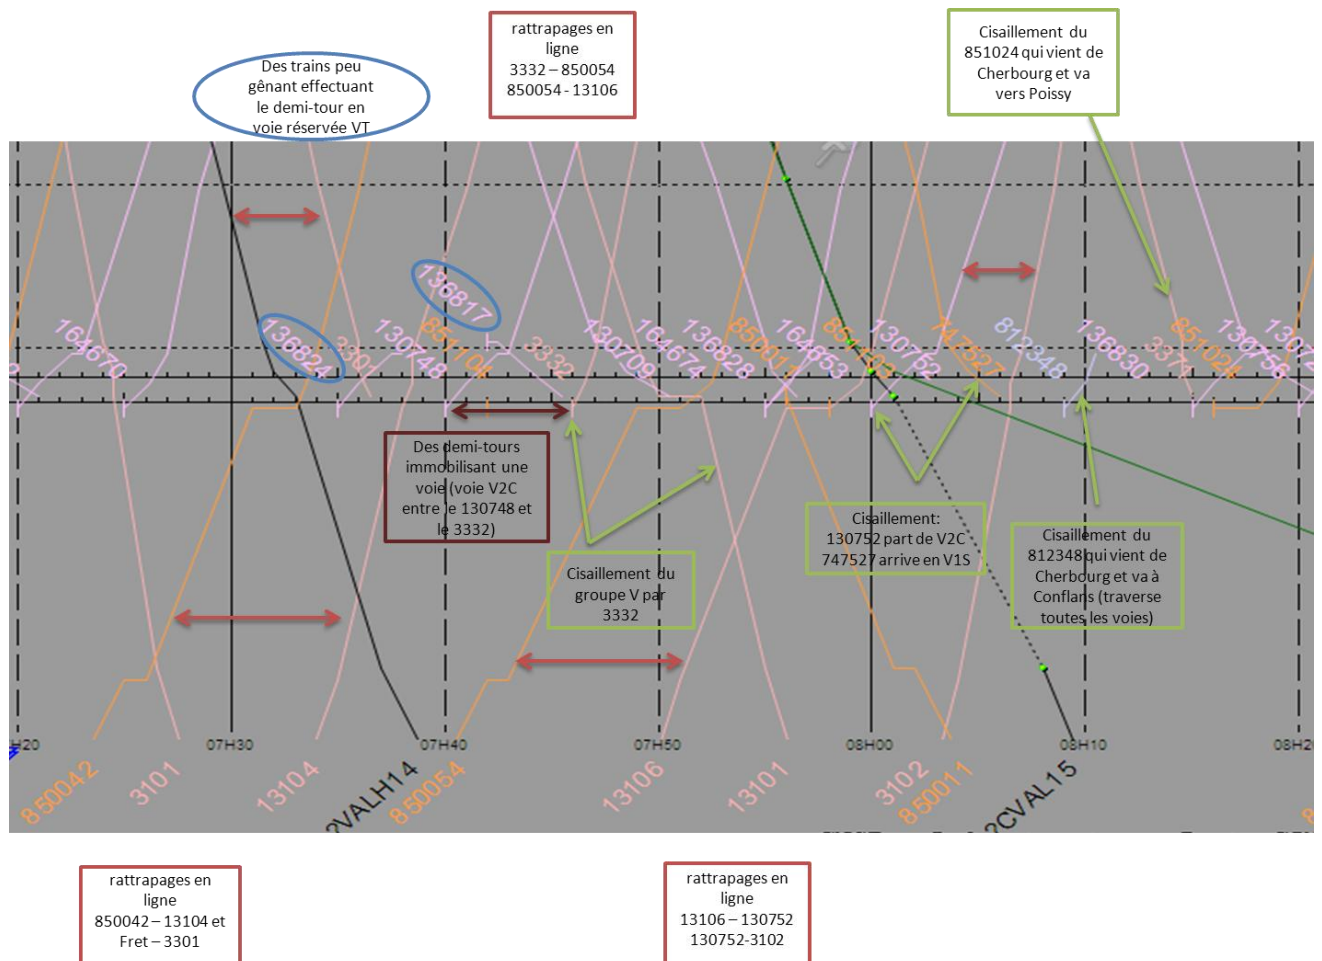 rattrapages en
ligne
3332 – 850054
850054 - 13106
Cisaillement du
851024 qui vient de
Cherbourg et va
vers Poissy
Des trains peu
gênant effectuant
le demi-tour en
voie réservée VT
164670
136824
3301
130748
851104
136817
3332
130709
164674
136828
850011
164653
851103
130752
747527
812348
136830
3371
851024
130756
Des demi-tours
immobilisant une
voie (voie V2C
entre le 130748 et
le 3332)
Cisaillement du
groupe V par
3332
Cisaillement:
130752 part de V2C
747527 arrive en V1S
Cisaillement du
812348 qui vient de
Cherbourg et va à
Conflans (traverse
toutes les voies)
07H30
07H40
07H50
08H00
08H10
850042
3101
13104
2VALH14
850054
13106
13101
3102
850011
2CVAL15
rattrapages en
ligne
850042 – 13104 et
Fret – 3301
rattrapages en
ligne
13106 – 130752
130752-3102